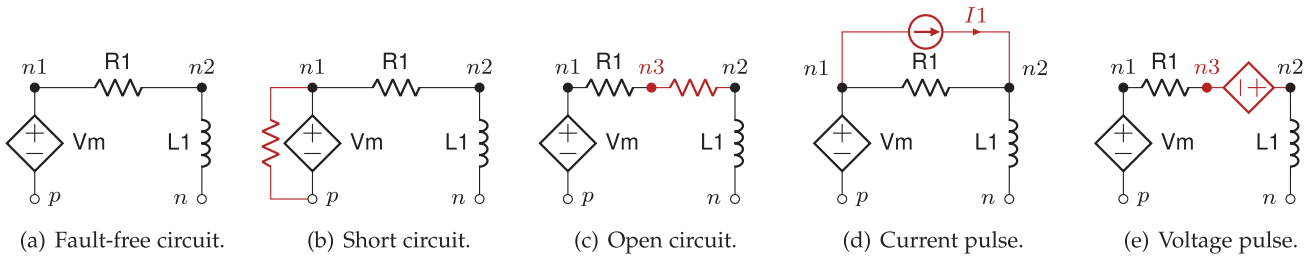 n1 R1 n2
Vm L1
p n
(a) Fault-free circuit.
n1 R1 n2
Vm L1
p n
(b) Short circuit.
n1 R1 n3 n2
Vm L1
p n
(c) Open circuit.
I1
n1 R1 n2
Vm L1
p n
(d) Current pulse.
n1 R1 n3 n2
Vm L1
p n
(e) Voltage pulse.